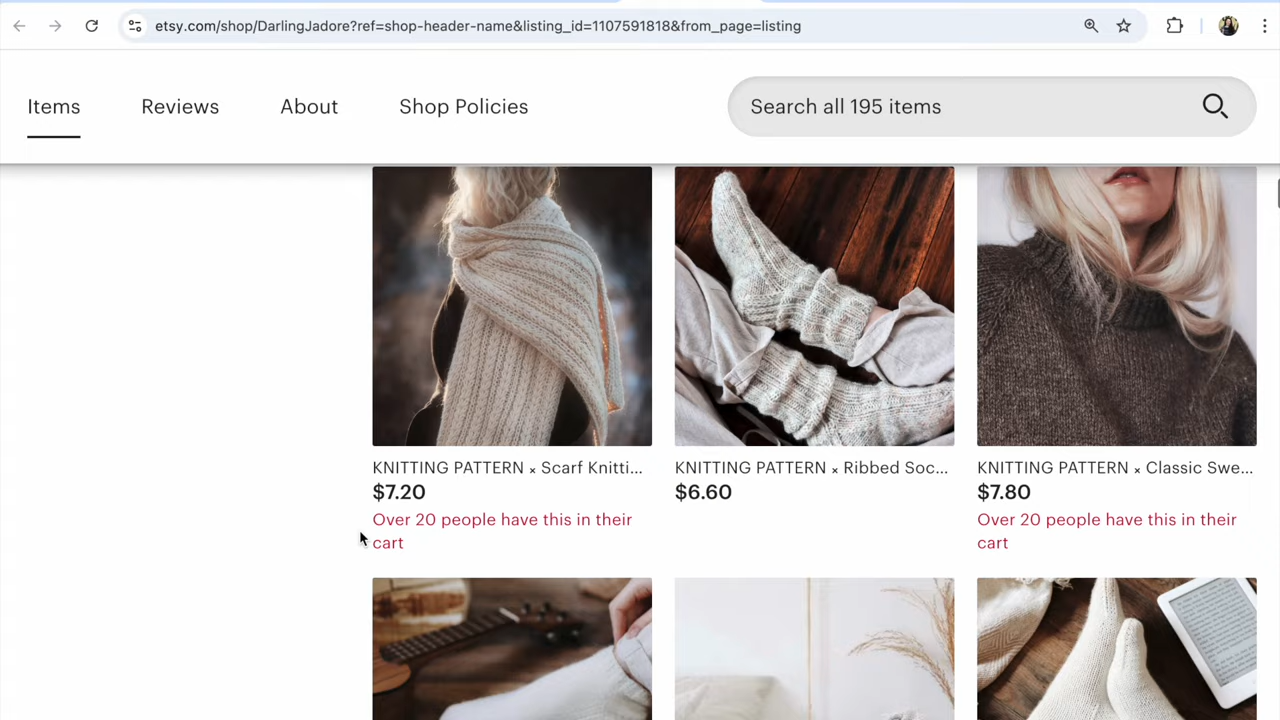 etsy.com/shop/DarlingJadore?ref=shop-header-name&listing_id=1107591818&from_page=listing
Items
Reviews
About
Shop Policies
Search all 195 items
KNITTING PATTERN × Scarf Knitti...
$7.20
Over 20 people have this in their
cart
KNITTING PATTERN × Ribbed Soc...
$6.60
KNITTING PATTERN × Classic Swe...
$7.80
Over 20 people have this in their
cart